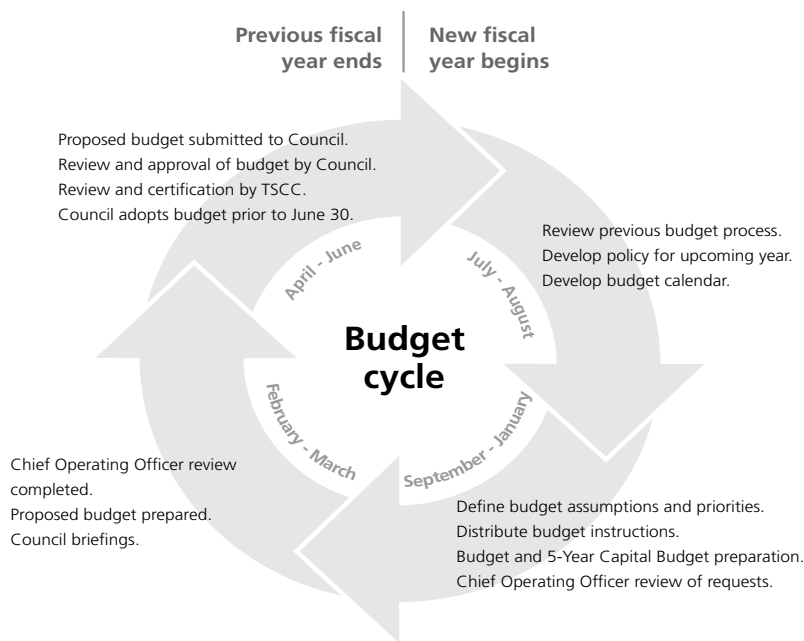 Previous fiscal
year ends
New fiscal
year begins
Proposed budget submitted to Council.
Review and approval of budget by Council.
Review and certification by TSCC.
Council adopts budget prior to June 30.
April - June
July - August
Review previous budget process.
Develop policy for upcoming year.
Develop budget calendar.
Budget
cycle
February - March
September - January
Chief Operating Officer review
completed.
Proposed budget prepared.
Council briefings.
Define budget assumptions and priorities.
Distribute budget instructions.
Budget and 5-Year Capital Budget preparation.
Chief Operating Officer review of requests.